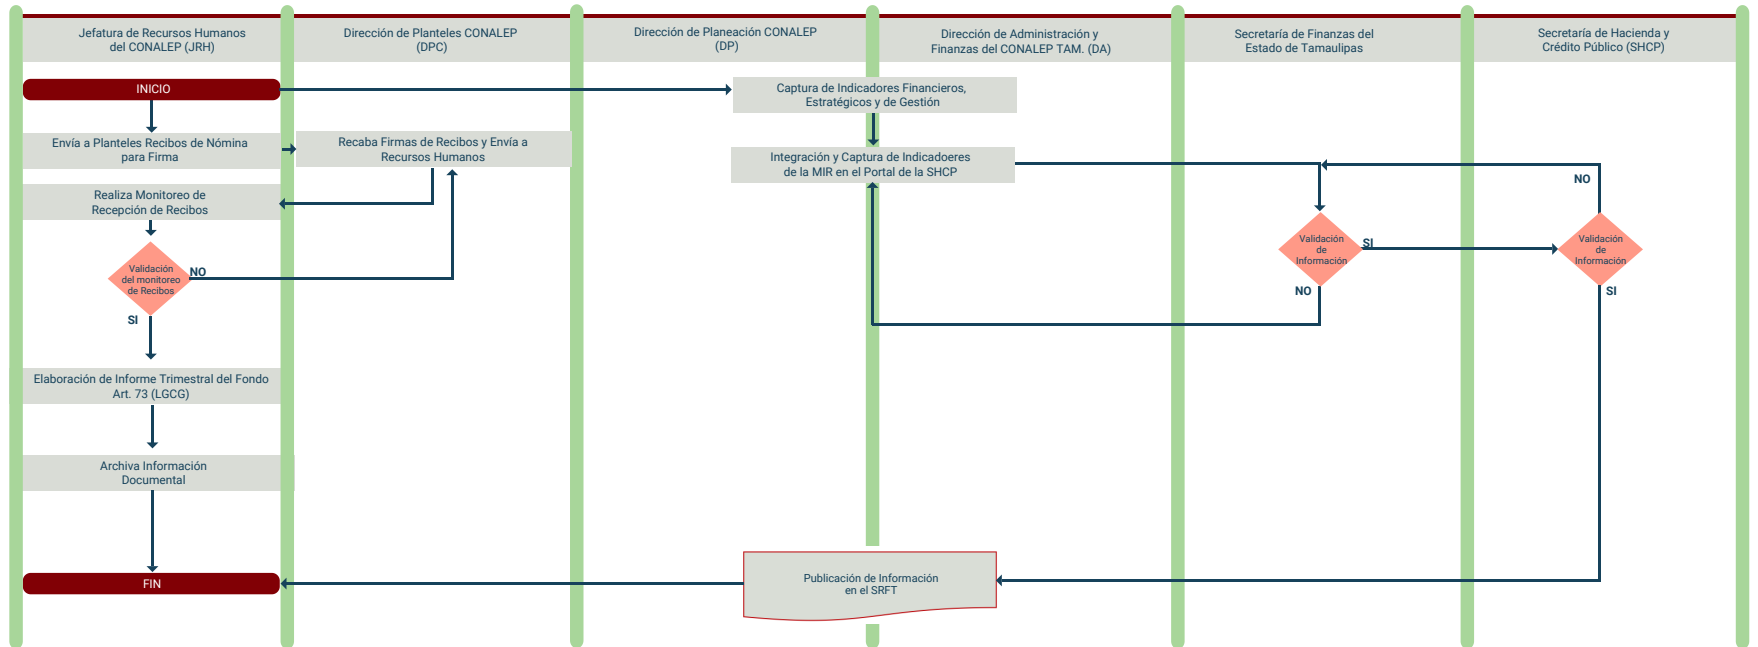 Jefatura de Recursos Humanos
del CONALEP (JRH)
Dirección de Planteles CONALEP
(DPC)
Dirección de Planeación CONALEP
(DP)
Dirección de Administración y
Finanzas del CONALEP TAM. (DA)
Secretaría de Finanzas del
Estado de Tamaulipas
Secretaría de Hacienda y
Crédito Público (SHCP)
INICIO
Captura de Indicadores Financieros,
Estratégicos y de Gestión
Envía a Planteles Recibos de Nómina
para Firma
Recaba Firmas de Recibos y Envía a
Recursos Humanos
Integración y Captura de Indicadoeres
de la MIR en el Portal de la SHCP
NO
Realiza Monitoreo de
Recepción de Recibos
Validación
de
Información
SI
Validación
de
Información
Validación
del monitoreo
de Recibos
NO
NO
SI
SI
Elaboración de Informe Trimestral del Fondo
Art. 73 (LGCG)
Archiva Información
Documental
FIN
Publicación de Información
en el SRFT